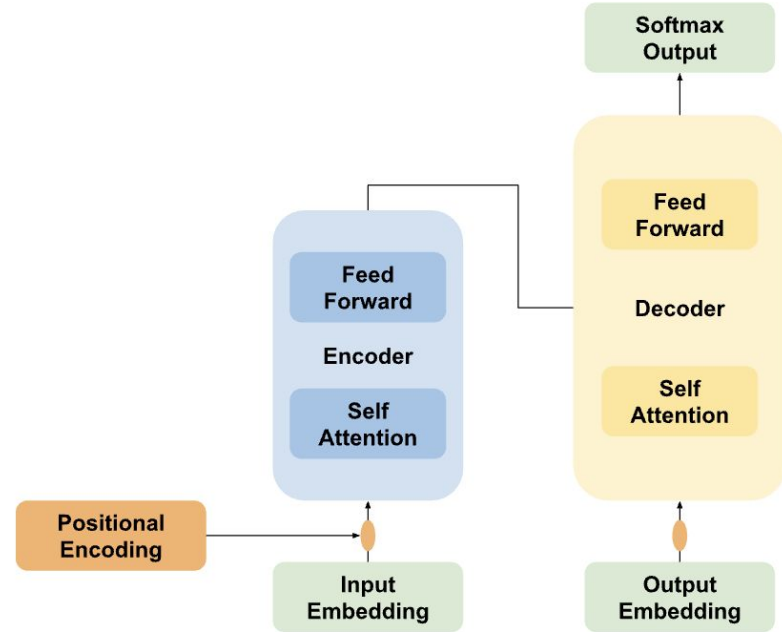 Softmax
Output
Feed
Forward
Decoder
Self
Attention
Feed
Forward
Encoder
Self
Attention
Positional
Encoding
Input
Embedding
Output
Embedding